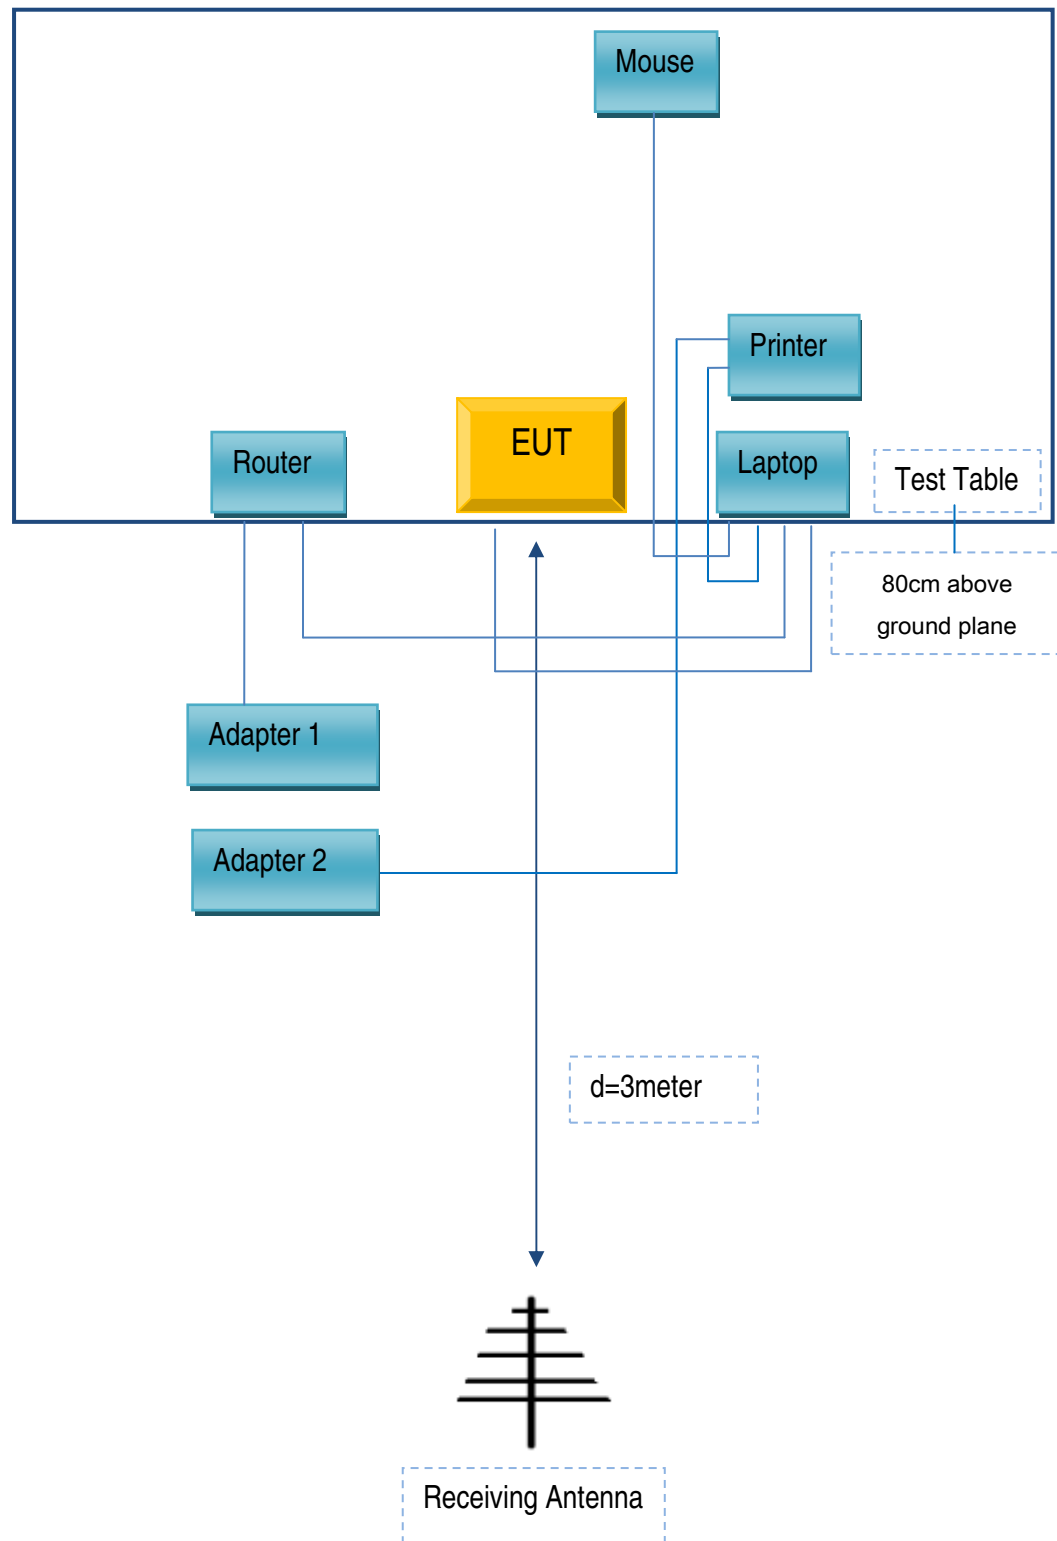 Mouse
Printer
EUT
Router
Laptop
Test Table
80cm above
ground plane
Adapter 1
Adapter 2
d=3meter
Receiving Antenna